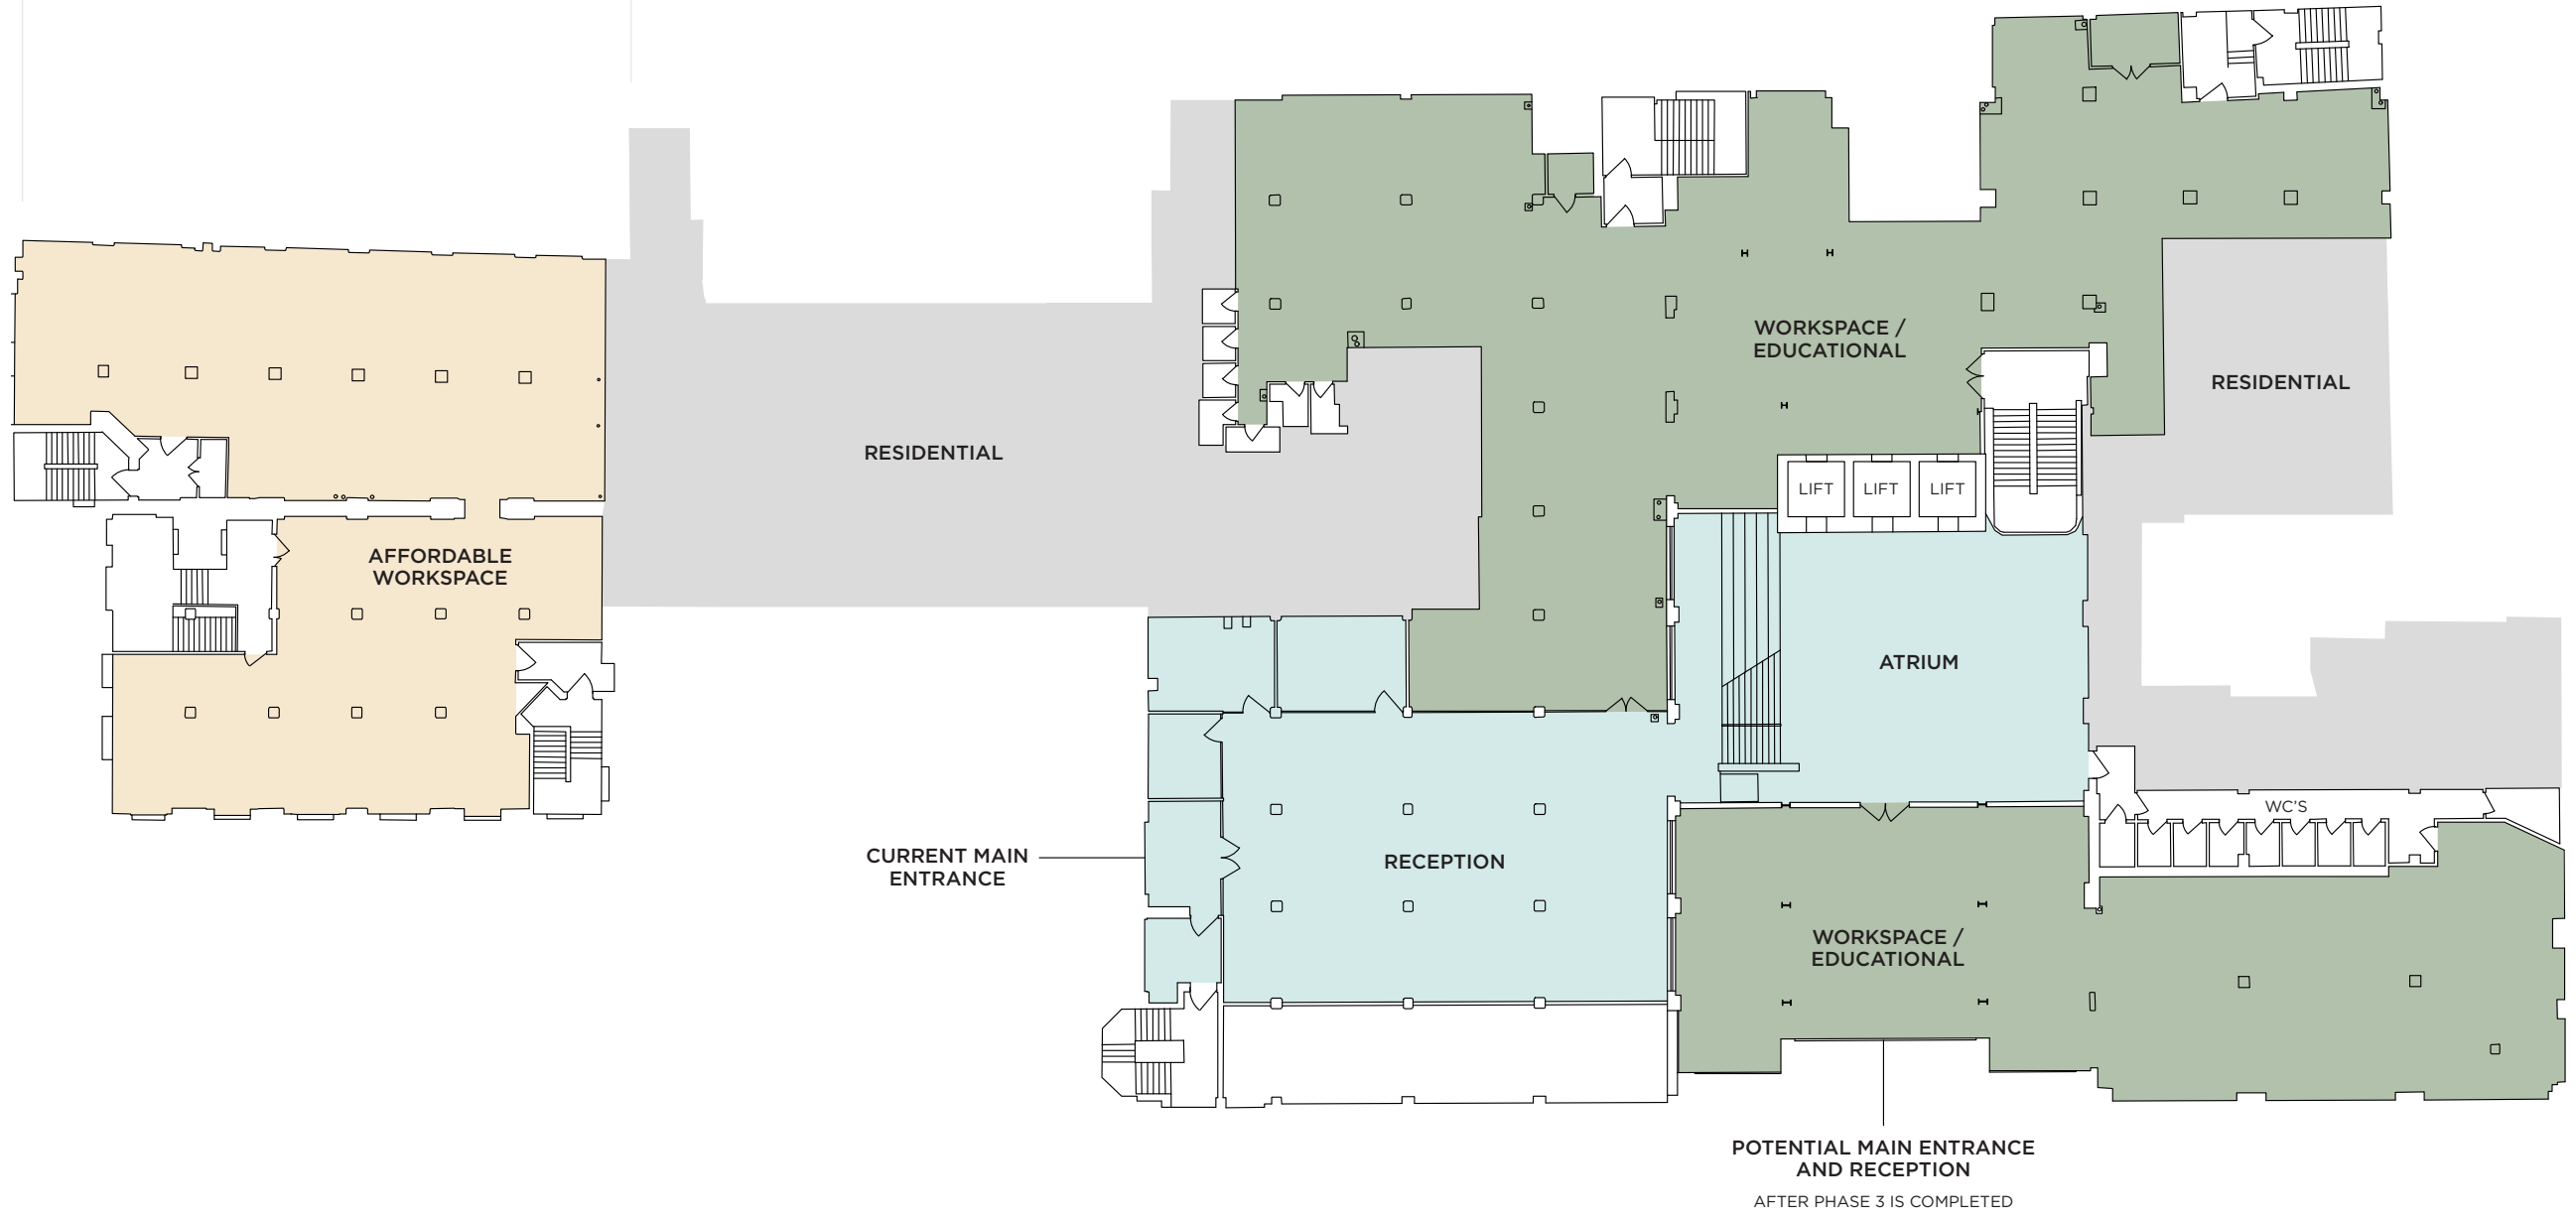 WORKSPACE /
EDUCATIONAL
RESIDENTIAL
RESIDENTIAL
LIFT
LIFT
LIFT
AFFORDABLE
WORKSPACE
ATRIUM
WC'S
CURRENT MAIN
ENTRANCE
RECEPTION
WORKSPACE /
EDUCATIONAL
POTENTIAL MAIN ENTRANCE
AND RECEPTION
AFTER PHASE 3 IS COMPLETED